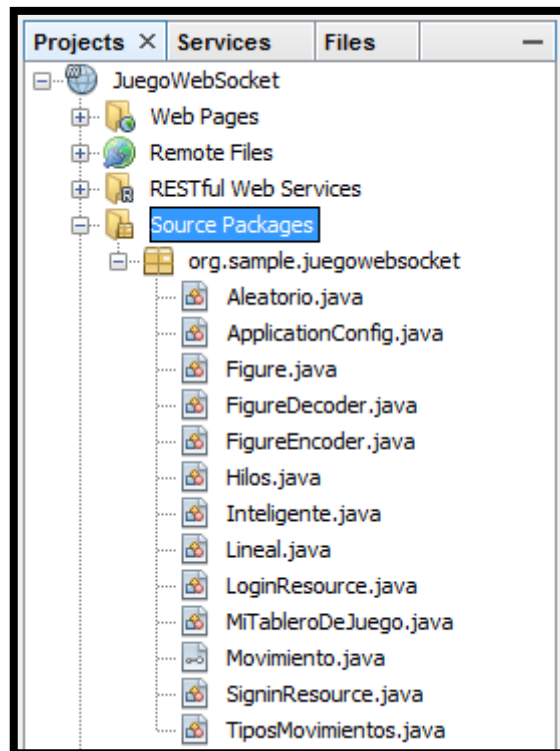 Projects Services Files
JuegoWebSocket
Web Pages
Remote Files
RESTful Web Services
Source Packages
org.sample.juegowebsocket
Aleatorio.java
ApplicationConfig.java
Figure.java
FigureDecoder.java
FigureEncoder.java
Hilos.java
Inteligente.java
Lineal.java
LoginResource.java
MiTableroDeJuego.java
Movimiento.java
SigninResource.java
TiposMovimientos.java